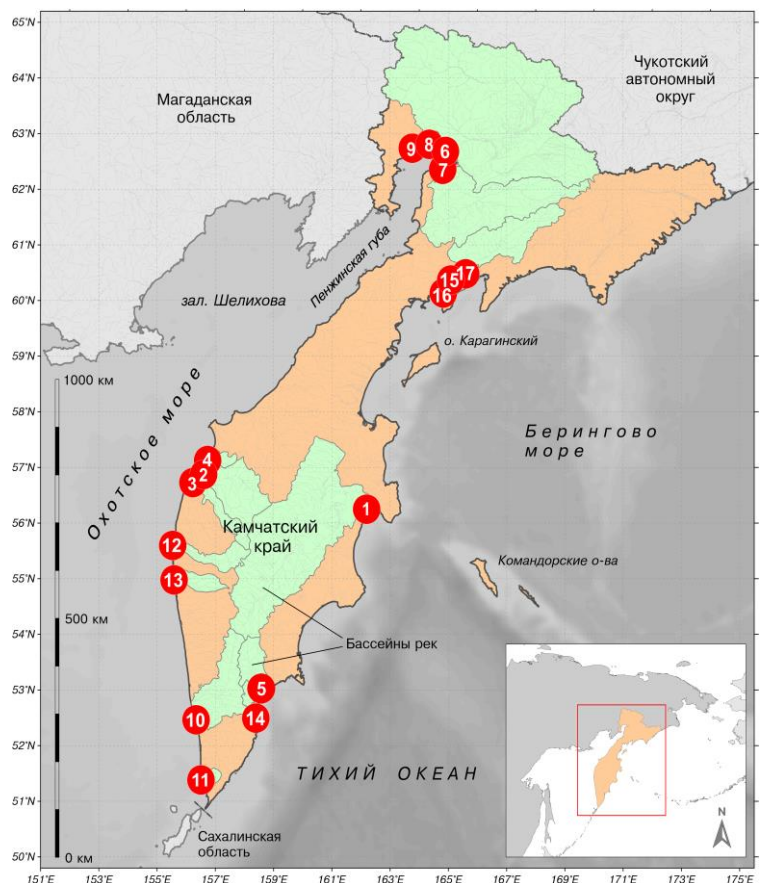 65°N
64°N
63°N
62°N
61°N
60°N
59°N
58°N
57°N
56°N
55°N
54°N
53°N
52°N
51°N
50°N
Магаданская
область
Чукотский
автономный
округ
9
8
6
7
Пенжинская губа
зал. Шелихова
15
17
16
о. Карагинский
1000 км
Охотское море
Берингово
море
4
2
3
1
Камчатский
край
12
13
Командорские о-ва
500 км
Бассейны рек
5
10
14
11
ТИХИЙ ОКЕАН
Сахалинская
область
0 км
N
151°E
153°E
155°E
157°E
159°E
161°E
163°E
165°E
167°E
169°E
171°E
173°E
175°E